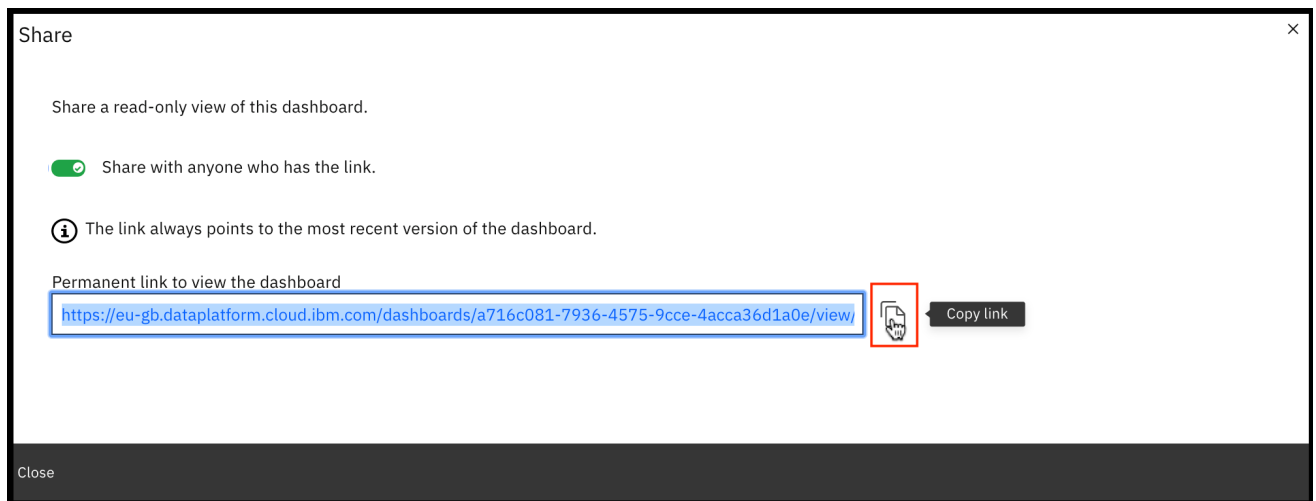 Share
Share a read-only view of this dashboard.
Share with anyone who has the link.
The link always points to the most recent version of the dashboard.
Permanent link to view the dashboard
https://eu-gb.dataplatform.cloud.ibm.com/dashboards/a716c081-7936-4575-9cce-4acca36d1a0e/view/
Copy link
Close